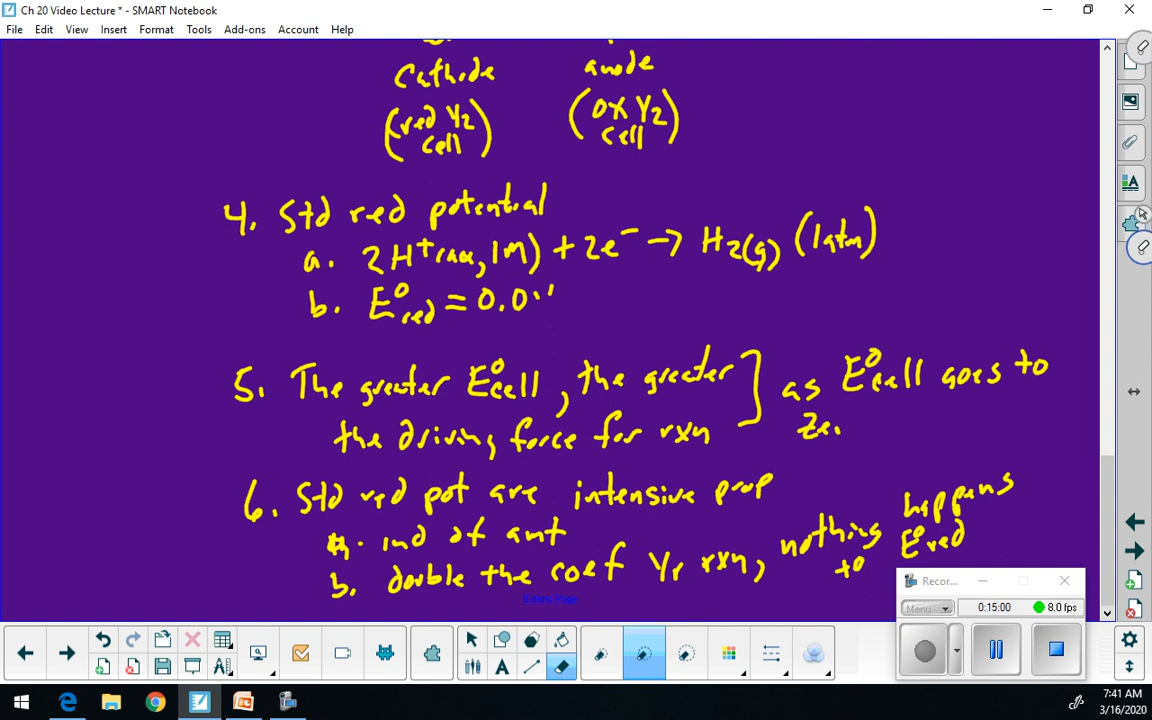 Ch 20 Video Lecture * - SMART Notebook
File Edit View Insert Format Tools Add-ons Account Help
Cathode anode
(red 1/2 cell) (ox 1/2 cell)
4. Std red potential
a. 2H+(aq, 1M) + 2e- → H2(g) (1atm)
b. E°red = 0.0
5. The greater E°cell, the greater ] as E°cell goes to
the driving force for rxn
6. Std red pot are intensive prop
a. ind of amt
b. double the coef 1/2 rxn, nothing happens
to E°red
Extend Page
Recor...
Menu 0:15:00 8.0 fps
7:41 AM
3/16/2020